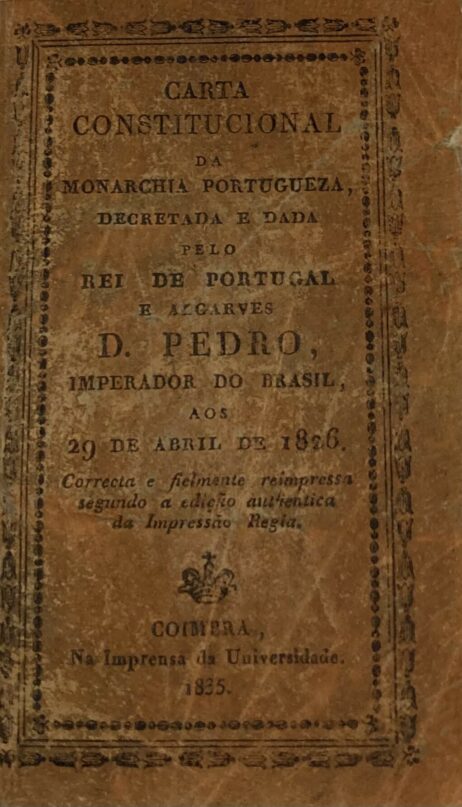 CARTA
CONSTITUCIONAL
DA
MONARCHIA PORTUGUEZA,
DECRETADA E DADA
PELO
REI DE PORTUGAL
E ALGARVES
D. PEDRO,
IMPERADOR DO BRASIL,
AOS
29 DE ABRIL DE 1826.
Correcta e fielmente reimpressa
segundo a edição authentica
da Impressão Regia.
COIMBRA,
Na Imprensa da Universidade.
1835.